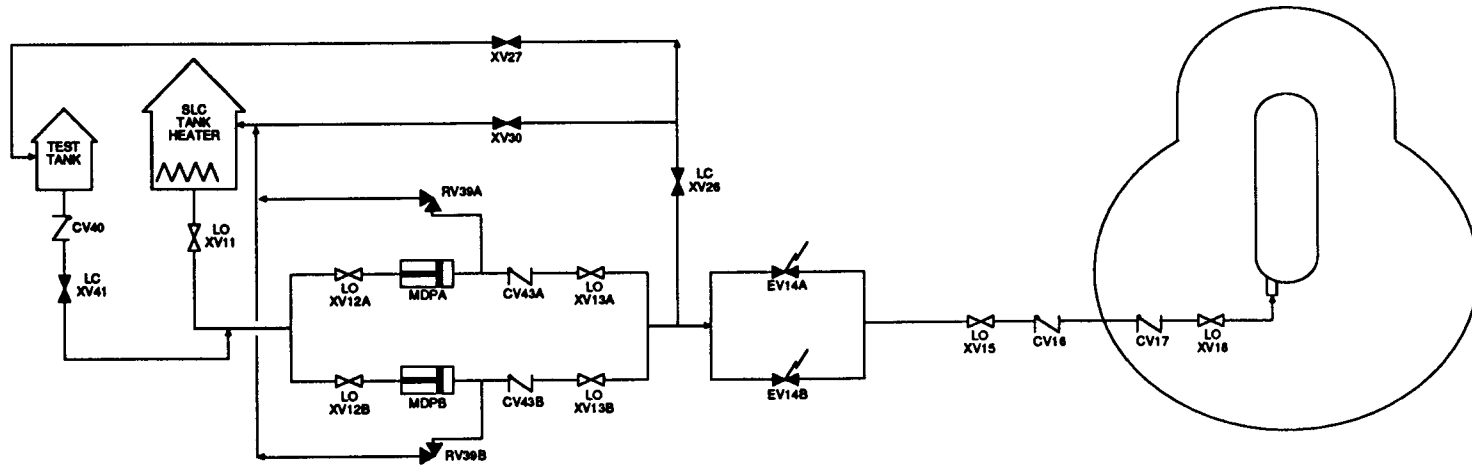 XV27
SLC
TANK
HEATER
XV30
TEST
TANK
LC
XV26
RV39A
CV40
LO
XV11
EV14A
LC
XV41
LO
XV12A
MDPA
CV43A
LO
XV13A
LO
XV15
CV16
CV17
LO
XV18
LO
XV12B
MDPB
CV43B
LO
XV13B
EV14B
RV39B